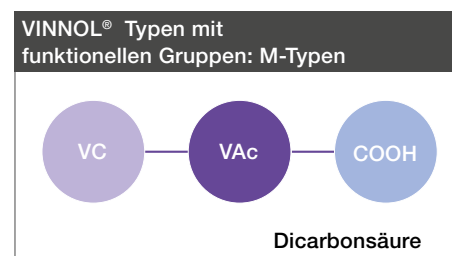 VINNOL® Typen mit
funktionellen Gruppen: M-Typen
VC VAc COOH
Dicarbonsäure